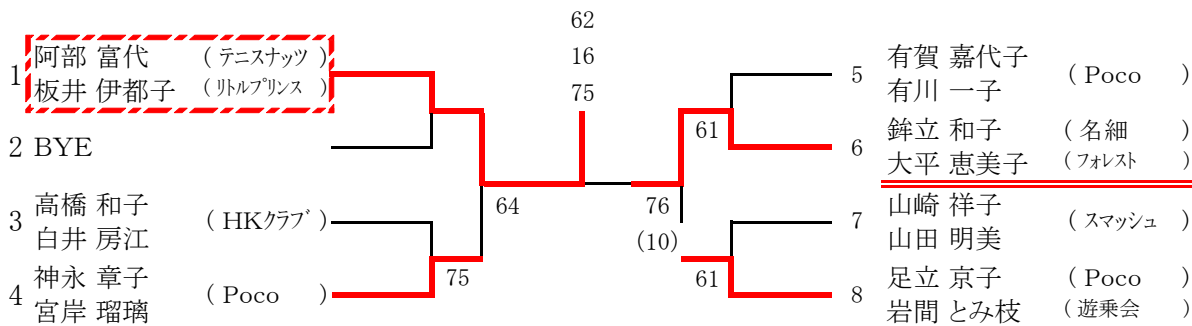 62
16
75
1 阿部 富代 ( テニスナッツ )
板井 伊都子 ( リトルプリンス )
2 BYE
3 高橋 和子
白井 房江 ( HKクラブ )
4 神永 章子
宮岸 瑠璃 ( Poco )
64
75
5 有賀 嘉代子
有川 一子 ( Poco )
6 鉾立 和子 ( 名細 )
大平 恵美子 ( フォレスト )
7 山崎 祥子
山田 明美 ( スマッシュ )
8 足立 京子 ( Poco )
岩間 とみ枝 ( 遊乗会 )
61
76
(10)
61